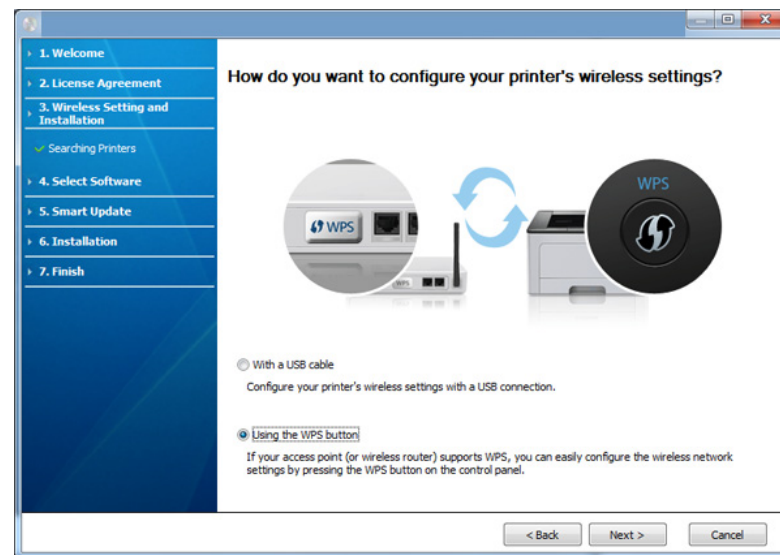 1. Welcome
2. License Agreement
3. Wireless Setting and
Installation
Searching Printers
4. Select Software
5. Smart Update
6. Installation
7. Finish
How do you want to configure your printer's wireless settings?
WPS
WPS
WPS
With a USB cable
Configure your printer's wireless settings with a USB connection.
Using the WPS button
If your access point (or wireless router) supports WPS, you can easily configure the wireless network
settings by pressing the WPS button on the control panel.
< Back
Next >
Cancel